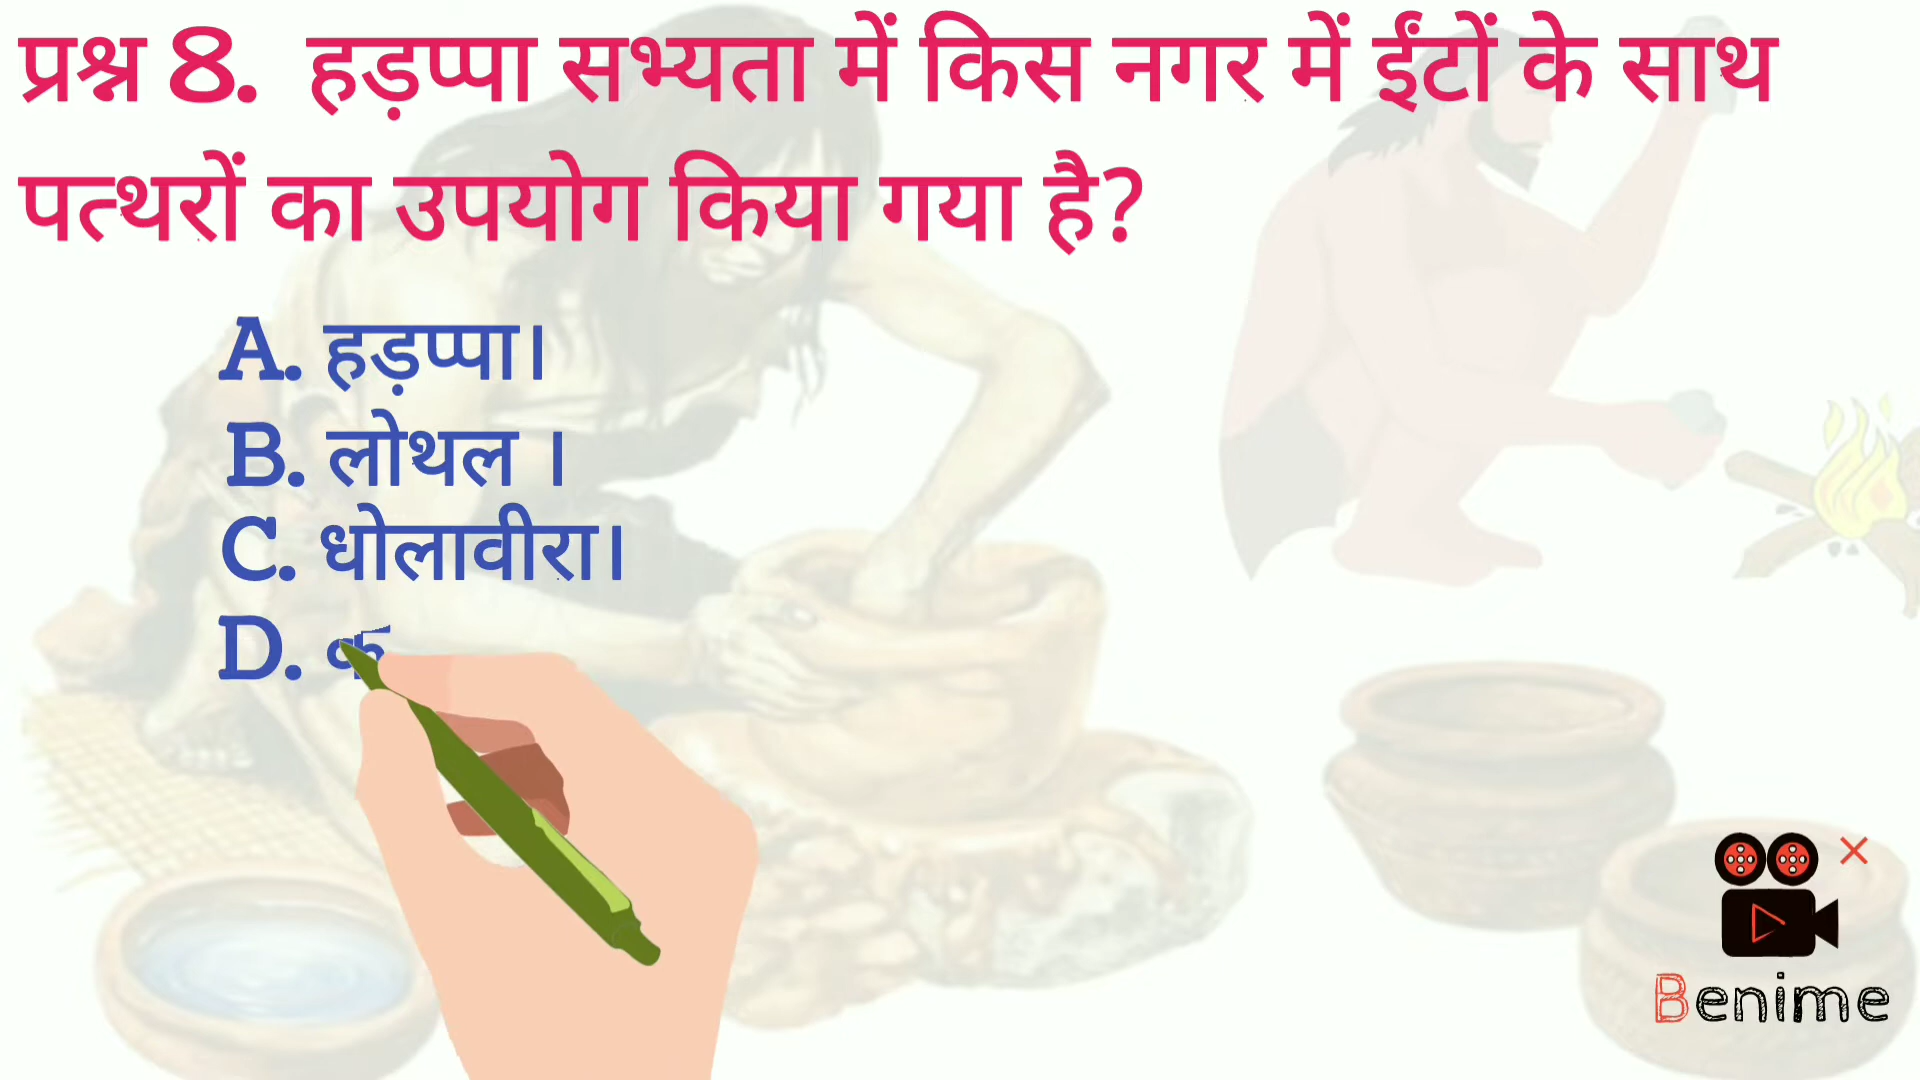 प्रश्न 8. हड़प्पा सभ्यता में किस नगर में ईंटों के साथ
पत्थरों का उपयोग किया गया है?
A. हड़प्पा।
B. लोथल ।
C. धोलावीरा।
D.
Benime